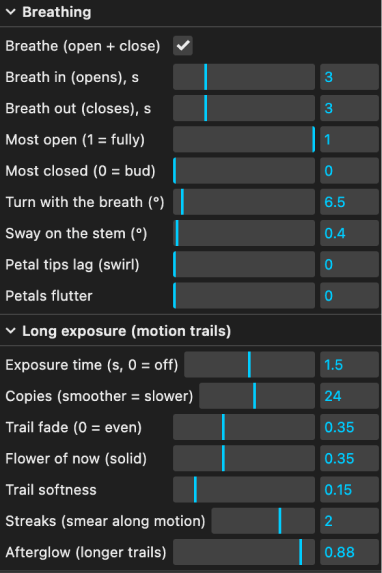 Breathing
Breathe (open + close)
Breath in (opens), s 3
Breath out (closes), s 3
Most open (1 = fully) 1
Most closed (0 = bud) 0
Turn with the breath (°) 6.5
Sway on the stem (°) 0.4
Petal tips lag (swirl) 0
Petals flutter 0
Long exposure (motion trails)
Exposure time (s, 0 = off) 1.5
Copies (smoother = slower) 24
Trail fade (0 = even) 0.35
Flower of now (solid) 0.35
Trail softness 0.15
Streaks (smear along motion) 2
Afterglow (longer trails) 0.88